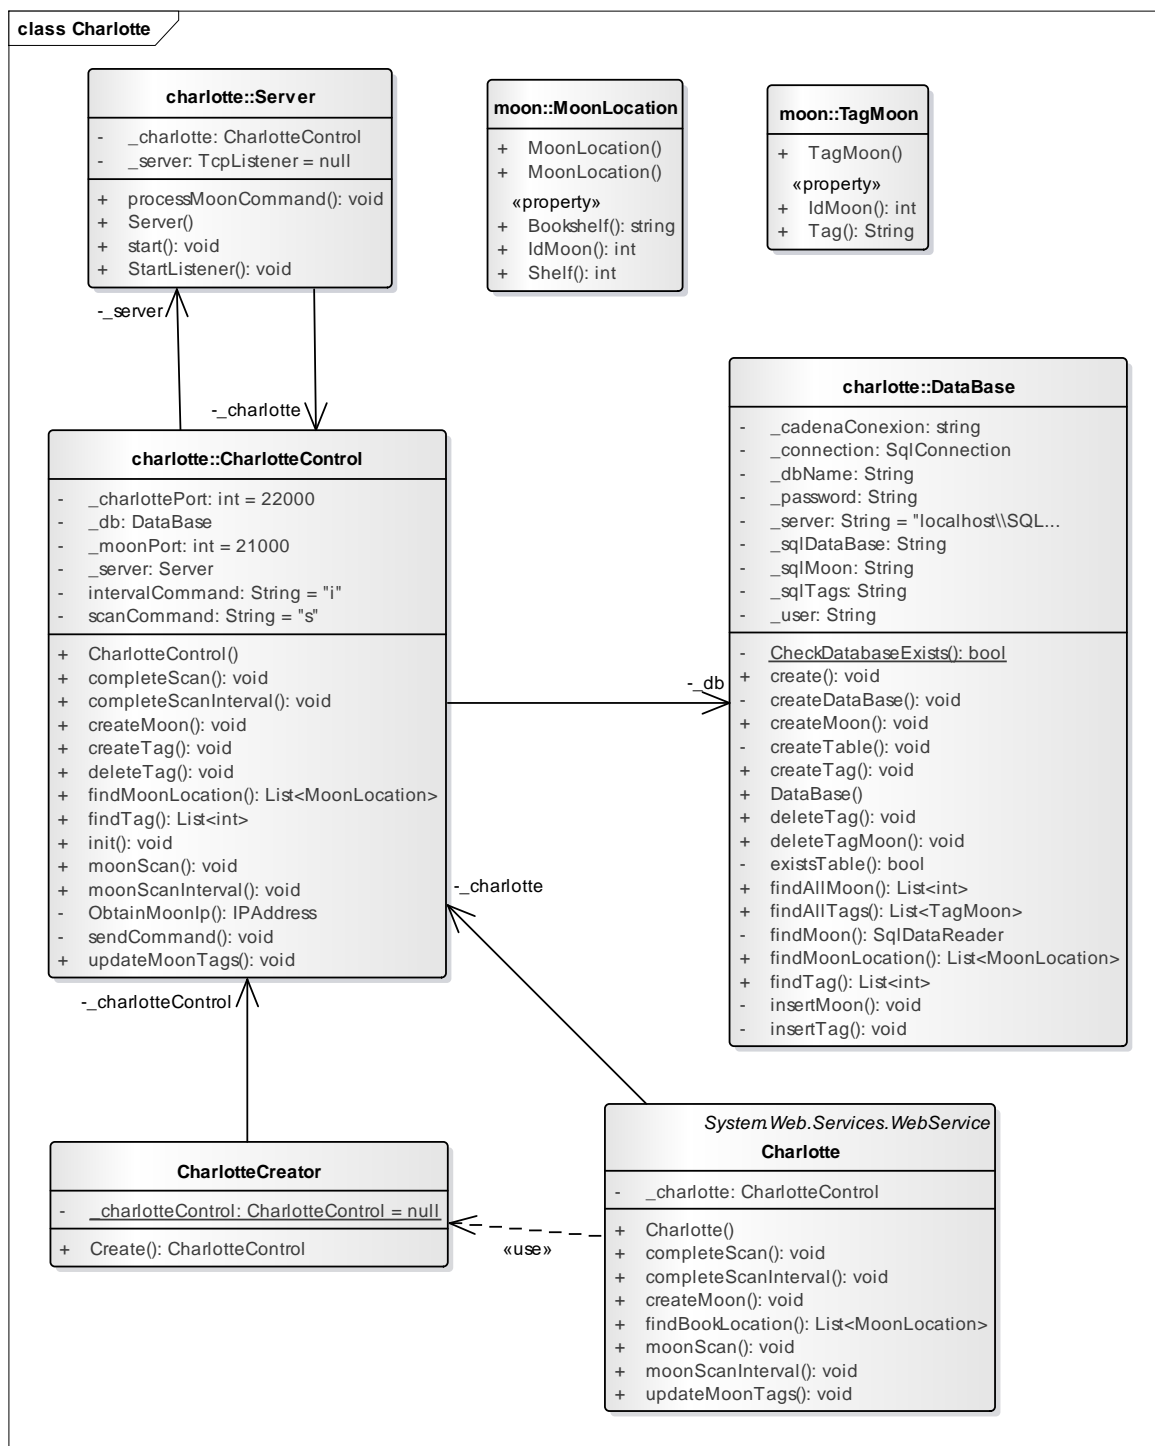 class Charlotte
charlotte::Server
- _charlotte: CharlotteControl
- _server: TcpListener = null
+ processMoonCommand(): void
+ Server()
+ start(): void
+ StartListener(): void
moon::MoonLocation
+ MoonLocation()
+ MoonLocation()
«property»
+ Bookshelf(): string
+ IdMoon(): int
+ Shelf(): int
moon::TagMoon
+ TagMoon()
«property»
+ IdMoon(): int
+ Tag(): String
-_server
-_charlotte
charlotte::CharlotteControl
- _charlottePort: int = 22000
- _db: DataBase
- _moonPort: int = 21000
- _server: Server
- intervalCommand: String = "i"
- scanCommand: String = "s"
+ CharlotteControl()
+ completeScan(): void
+ completeScanInterval(): void
+ createMoon(): void
+ createTag(): void
+ deleteTag(): void
+ findMoonLocation(): List<MoonLocation>
+ findTag(): List<int>
+ init(): void
+ moonScan(): void
+ moonScanInterval(): void
- ObtainMoonIp(): IPAddress
- sendCommand(): void
+ updateMoonTags(): void
-_db
charlotte::DataBase
- _cadenaConexion: string
- _connection: SqlConnection
- _dbName: String
- _password: String
- _server: String = "localhost\\SQL...
- _sqlDataBase: String
- _sqlMoon: String
- _sqlTags: String
- _user: String
- CheckDatabaseExists(): bool
+ create(): void
- createDataBase(): void
+ createMoon(): void
- createTable(): void
+ createTag(): void
+ DataBase()
+ deleteTag(): void
+ deleteTagMoon(): void
- existsTable(): bool
+ findAllMoon(): List<int>
+ findAllTags(): List<TagMoon>
- findMoon(): SqlDataReader
+ findMoonLocation(): List<MoonLocation>
+ findTag(): List<int>
- insertMoon(): void
- insertTag(): void
-_charlotte
-_charlotteControl
CharlotteCreator
- _charlotteControl: CharlotteControl = null
+ Create(): CharlotteControl
«use»
System.Web.Services.WebService
Charlotte
- _charlotte: CharlotteControl
+ Charlotte()
+ completeScan(): void
+ completeScanInterval(): void
+ createMoon(): void
+ findBookLocation(): List<MoonLocation>
+ moonScan(): void
+ moonScanInterval(): void
+ updateMoonTags(): void